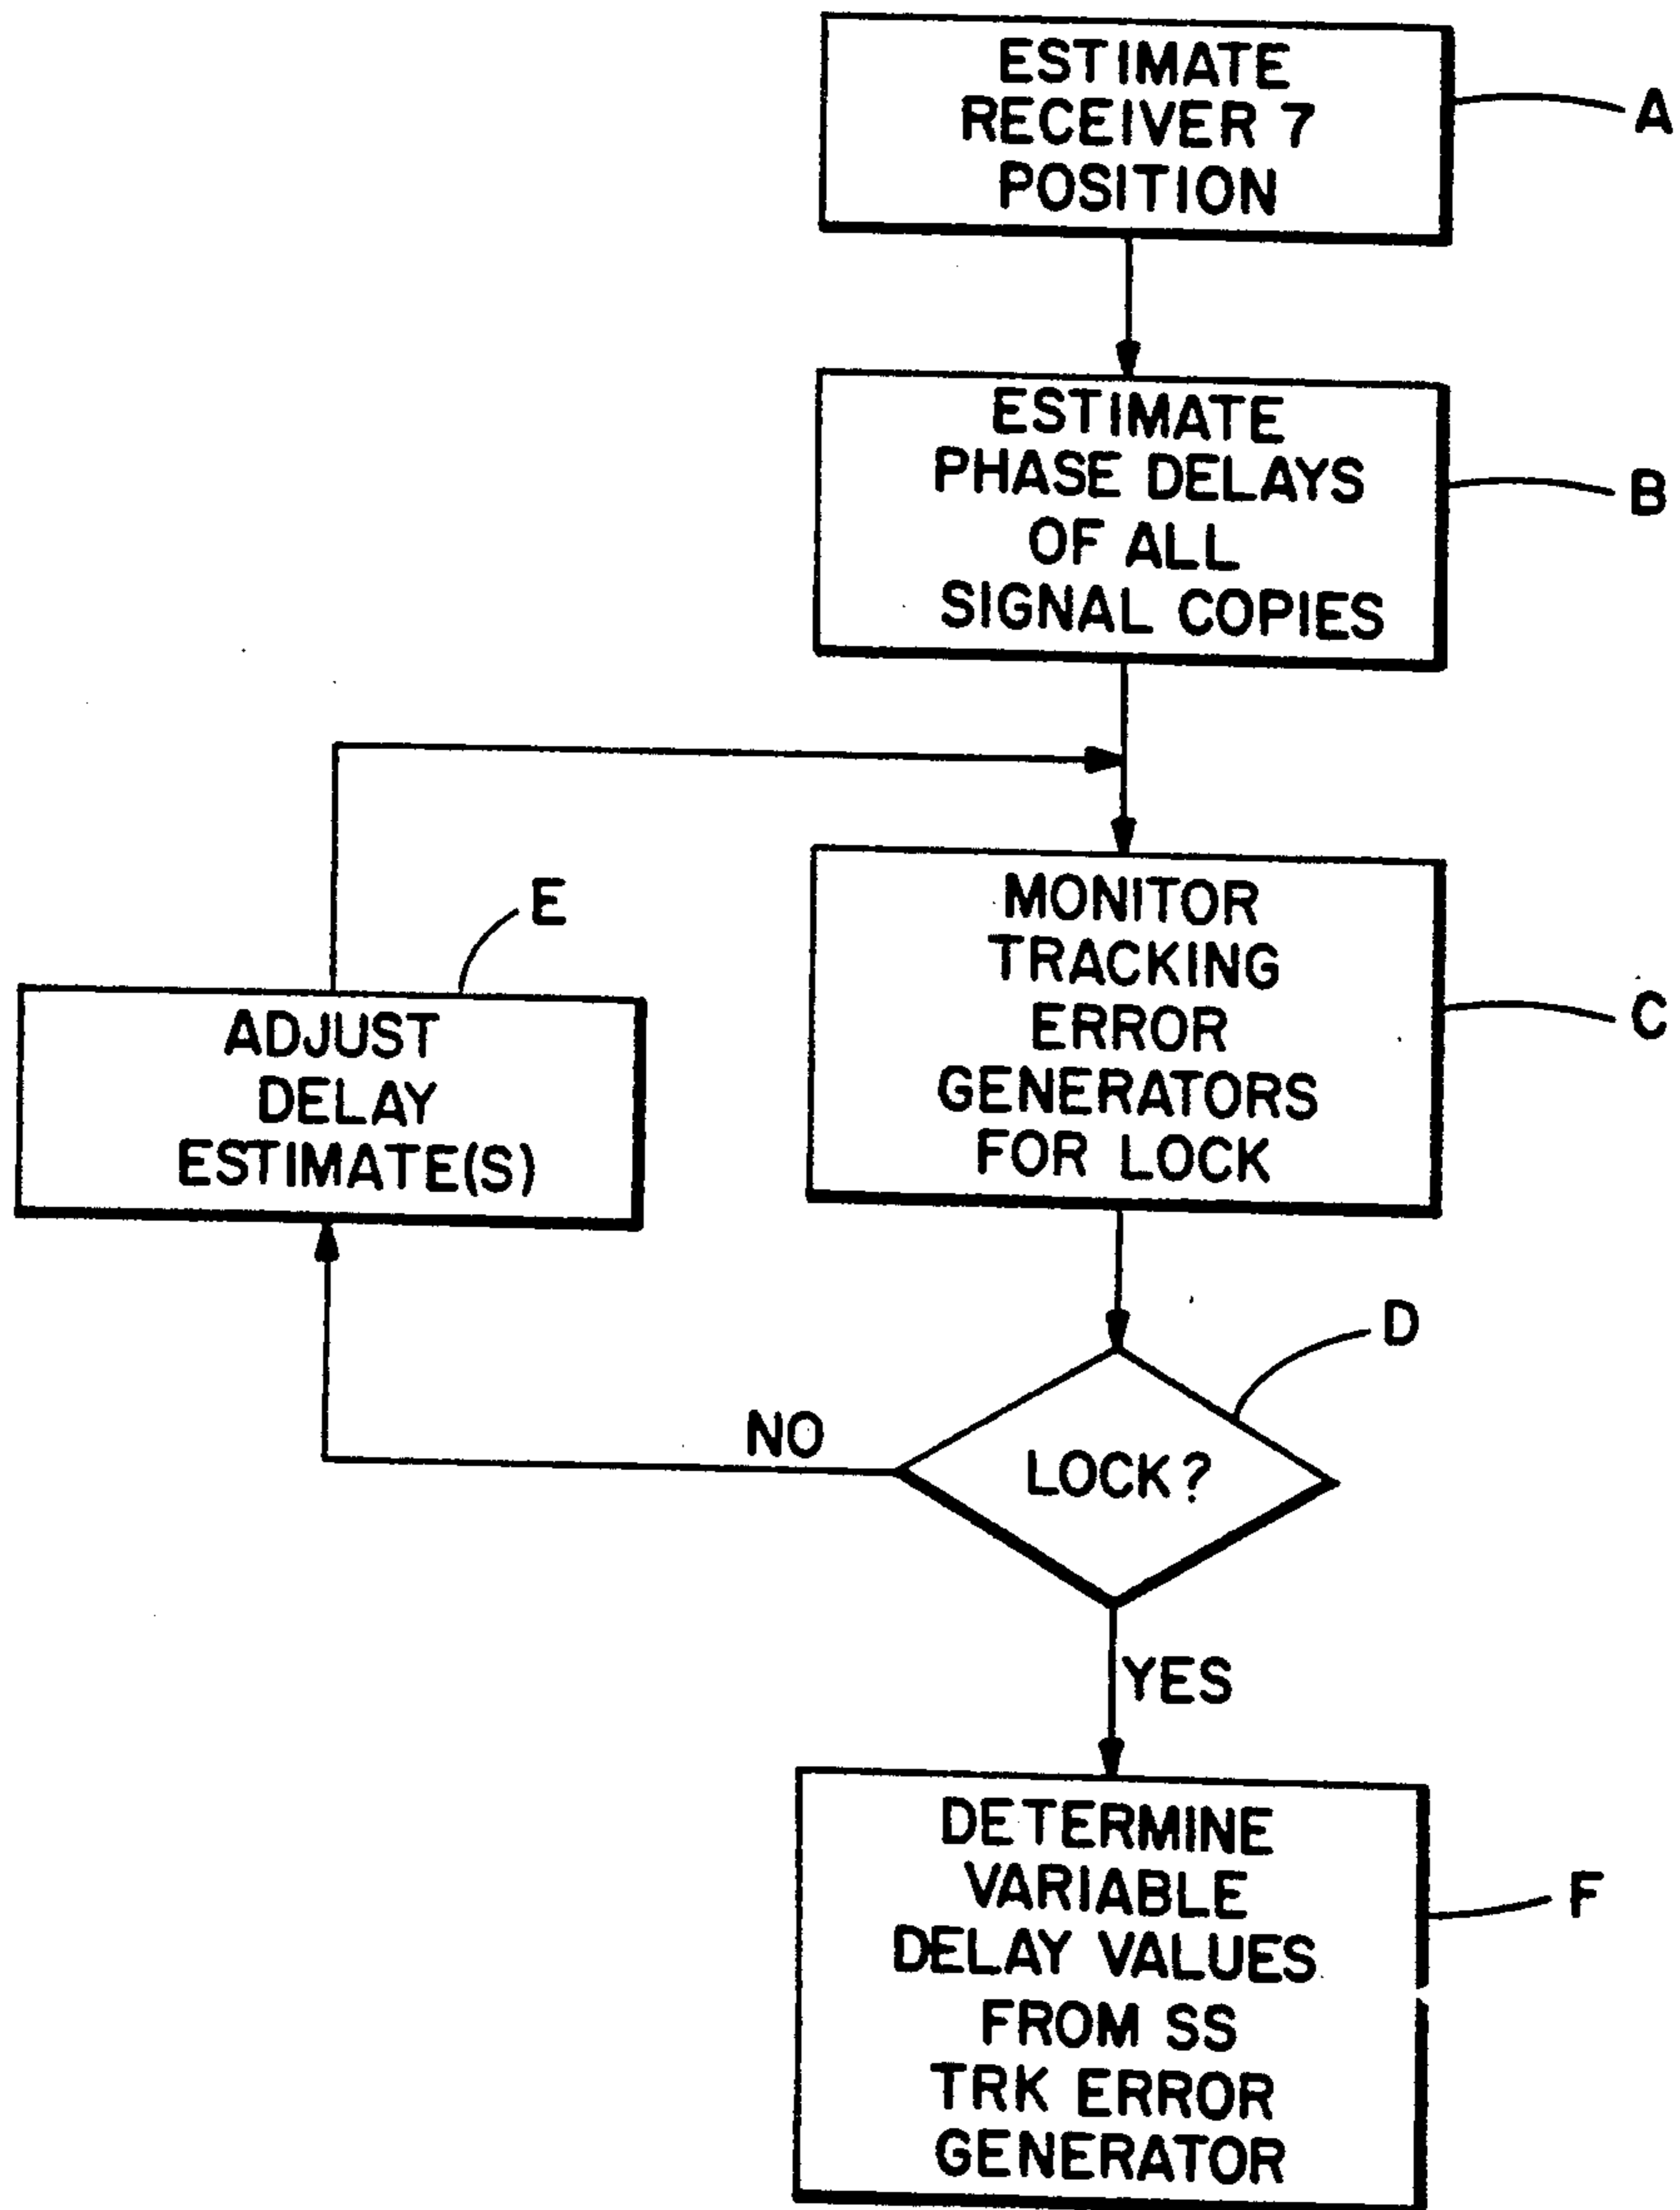 ESTIMATE
RECEIVER 7
POSITION
A
ESTIMATE
PHASE DELAYS
OF ALL
SIGNAL COPIES
B
MONITOR
TRACKING
ERROR
GENERATORS
FOR LOCK
C
E
ADJUST
DELAY
ESTIMATE(S)
D
LOCK?
NO
YES
DETERMINE
VARIABLE
DELAY VALUES
FROM SS
TRK ERROR
GENERATOR
F